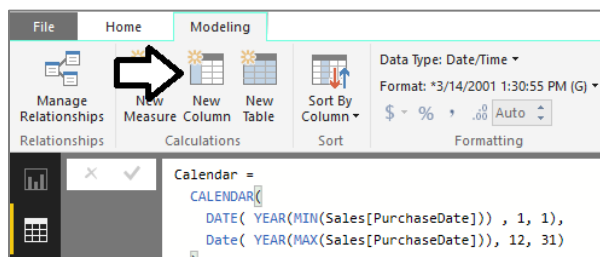 File Home Modeling
Data Type: Date/Time
Format: *3/14/2001 1:30:55 PM (G)
Manage Relationships
New Measure
New Column
New Table
Sort By Column
$ % , .00 Auto
Relationships Calculations Sort Formatting
Calendar =
CALENDAR(
DATE( YEAR(MIN(Sales[PurchaseDate])) , 1, 1),
Date( YEAR(MAX(Sales[PurchaseDate])), 12, 31)